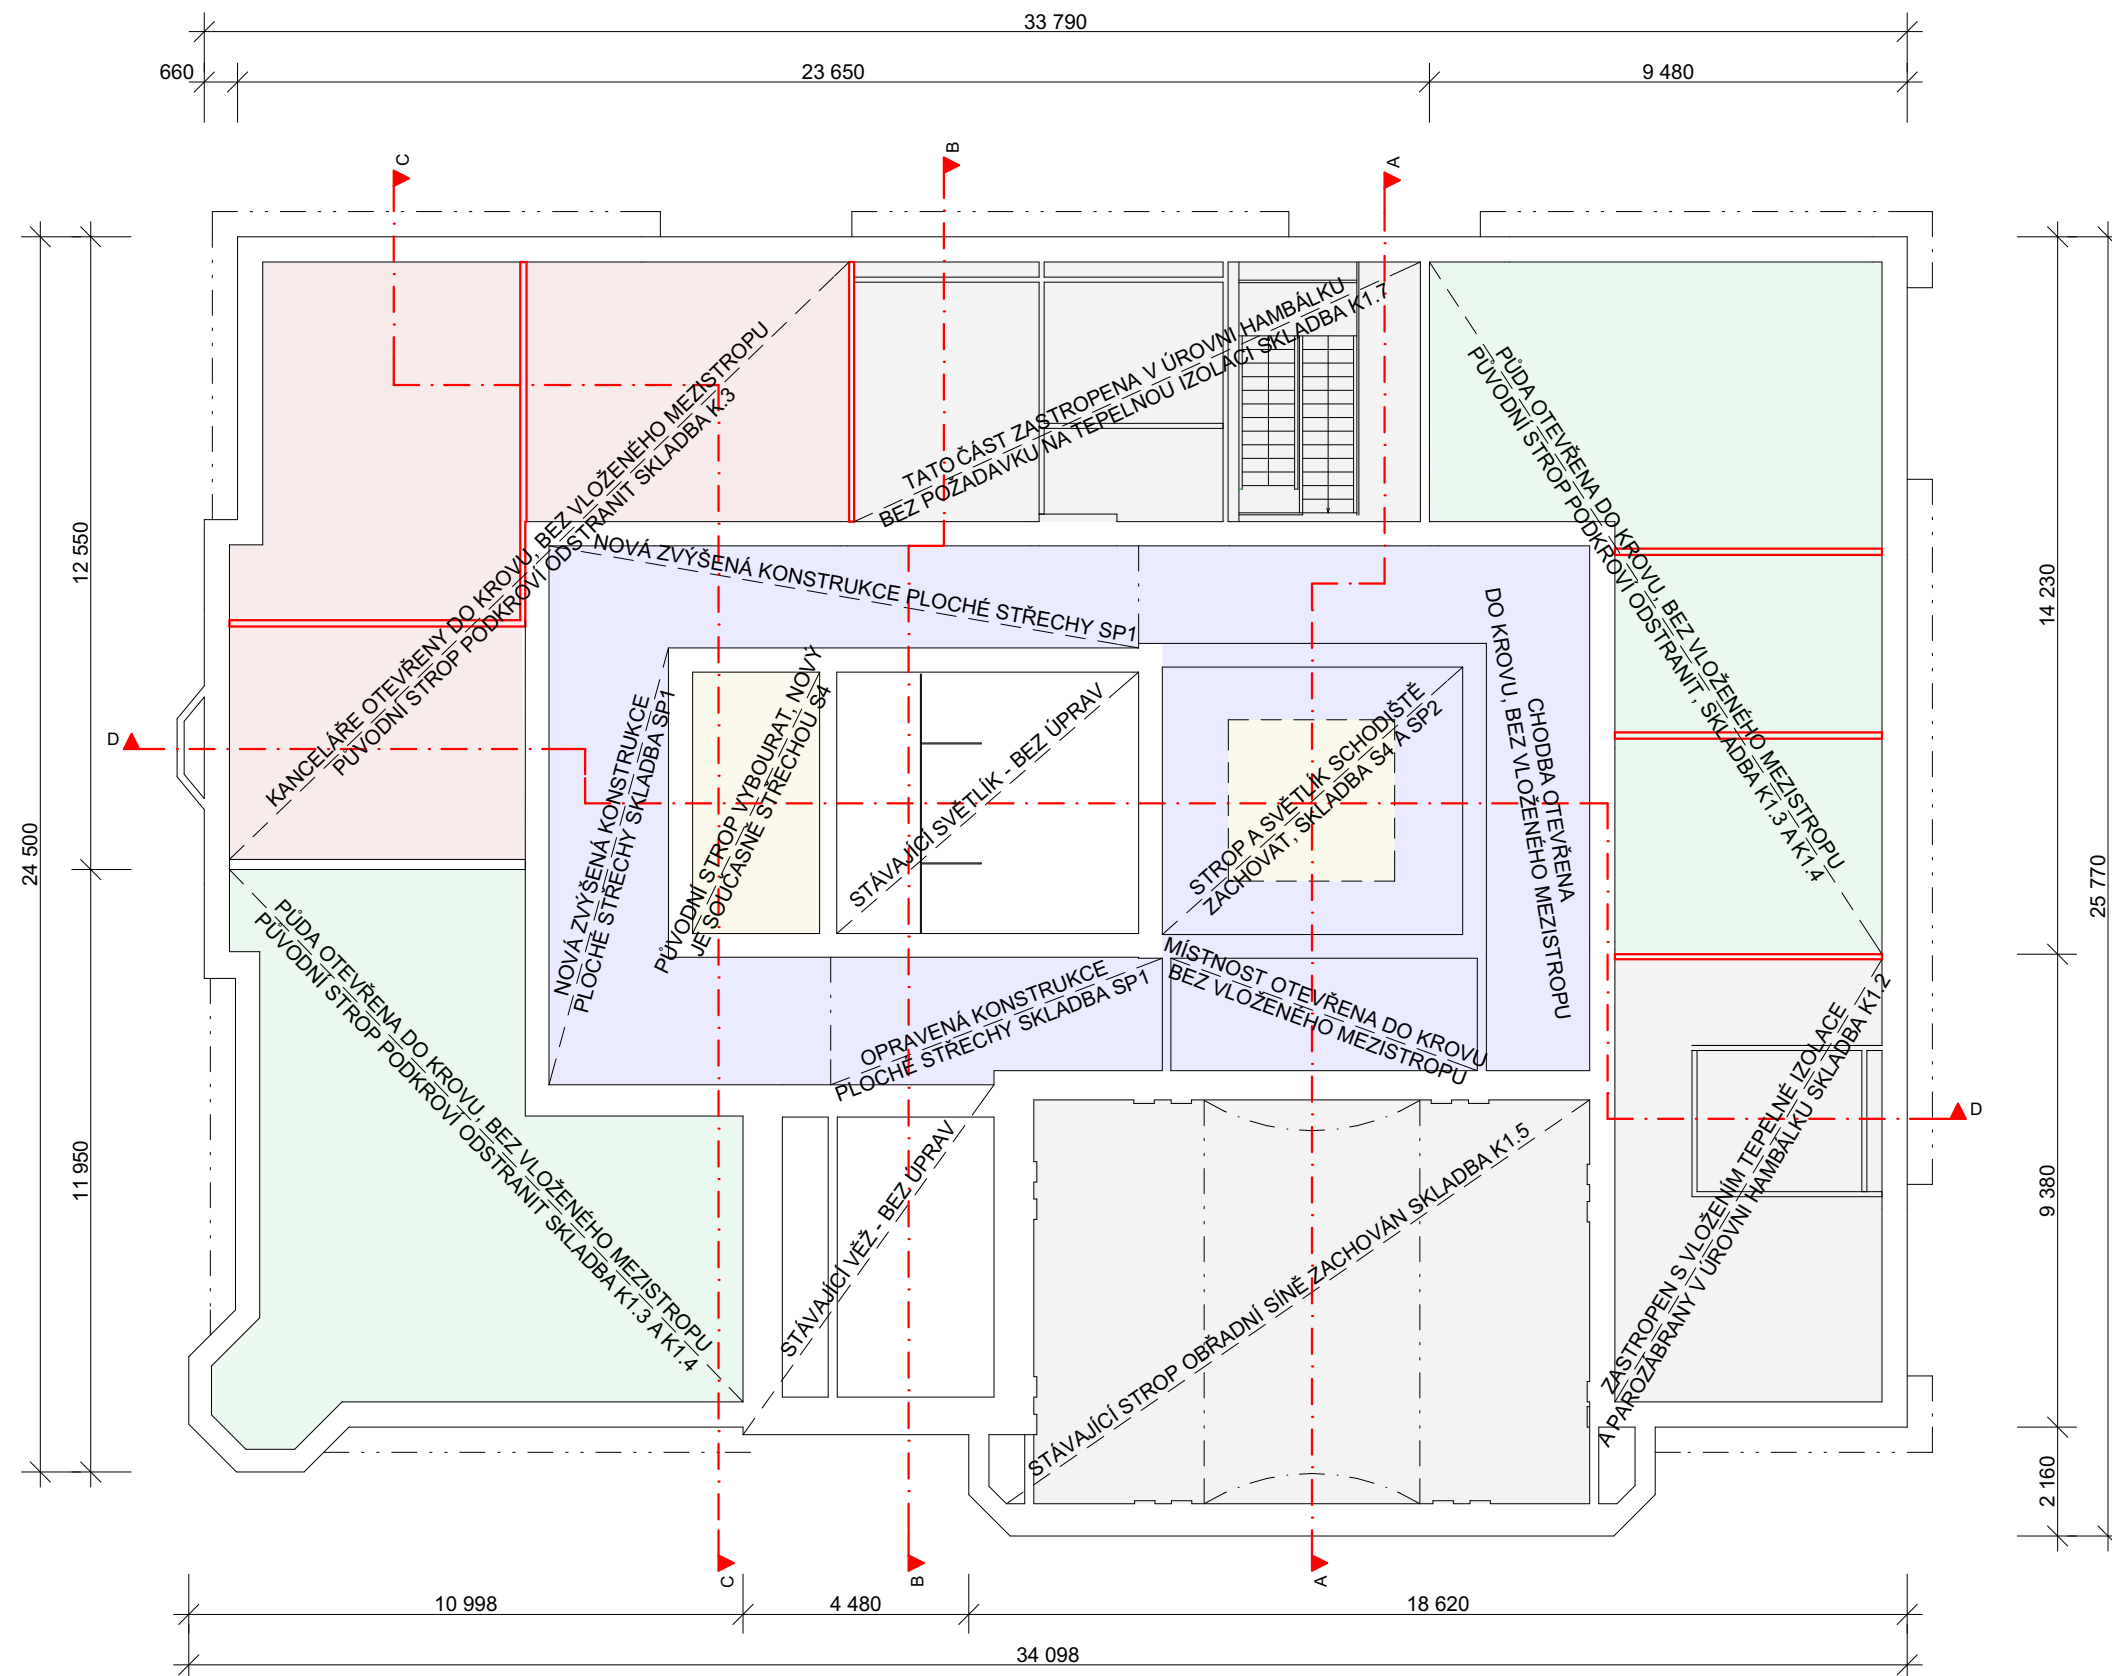 33 790
660
23 650
9 480
C
B
A
KANCELÁŘE OTEVŘENY DO KROVU, BEZ VLOŽENÉHO MEZISTROPU
PŮVODNÍ STROP PODKROVÍ ODSTRANIT SKLADBA K.3
TATO ČÁST ZASTROPENA V ÚROVNI HAMBÁLKU
BEZ POŽADAVKU NA TEPELNOU IZOLACI SKLADBA K1.7
PŮDA OTEVŘENA DO KROVU, BEZ VLOŽENÉHO MEZISTROPU
PŮVODNÍ STROP PODKROVÍ ODSTRANIT, SKLADBA K1.3 A K1.4
12 550
24 500
11 950
14 230
25 770
9 380
2 160
NOVÁ ZVÝŠENÁ KONSTRUKCE PLOCHÉ STŘECHY SP1
NOVÁ ZVÝŠENÁ KONSTRUKCE
PLOCHÉ STŘECHY SKLADBA SP1
PŮVODNÍ STROP VYBOURAT, NOVÝ
JE SOUČASNĚ STŘECHOU S4
STÁVAJÍCÍ SVĚTLÍK - BEZ ÚPRAV
STROP A SVĚTLÍK SCHODIŠTĚ
ZACHOVAT, SKLADBA S4 A SP2
CHODBA OTEVŘENA
DO KROVU, BEZ VLOŽENÉHO MEZISTROPU
D
D
OPRAVENÁ KONSTRUKCE
PLOCHÉ STŘECHY SKLADBA SP1
MÍSTNOST OTEVŘENA DO KROVU
BEZ VLOŽENÉHO MEZISTROPU
PŮDA OTEVŘENA DO KROVU, BEZ VLOŽENÉHO MEZISTROPU
PŮVODNÍ STROP PODKROVÍ ODSTRANIT SKLADBA K1.3 A K1.4
STÁVAJÍCÍ VĚŽ - BEZ ÚPRAV
STÁVAJÍCÍ STROP OBŘADNÍ SÍNĚ ZACHOVÁN SKLADBA K1.5
ZASTROPEN S VLOŽENÍM TEPELNÉ IZOLACE
A PAROZÁBRANY V ÚROVNI HAMBÁLKU SKLADBA K1.2
C
B
A
10 998
4 480
18 620
34 098